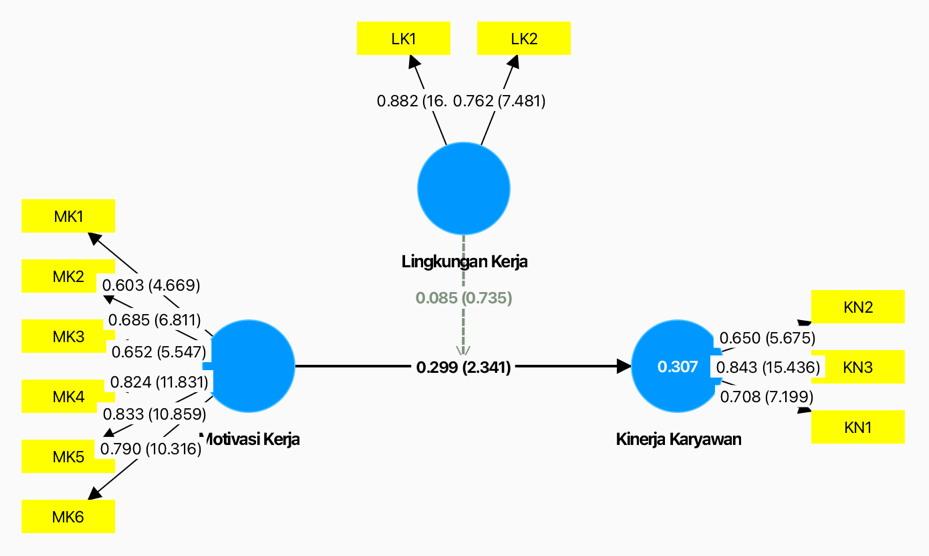 LK1
LK2
0.882 (16.
0.762 (7.481)
Lingkungan Kerja
0.085 (0.735)
MK1
MK2
MK3
MK4
MK5
MK6
0.603 (4.669)
0.685 (6.811)
0.652 (5.547)
0.824 (11.831)
0.833 (10.859)
0.790 (10.316)
Motivasi Kerja
0.299 (2.341)
0.307
Kinerja Karyawan
0.650 (5.675)
0.843 (15.436)
0.708 (7.199)
KN2
KN3
KN1